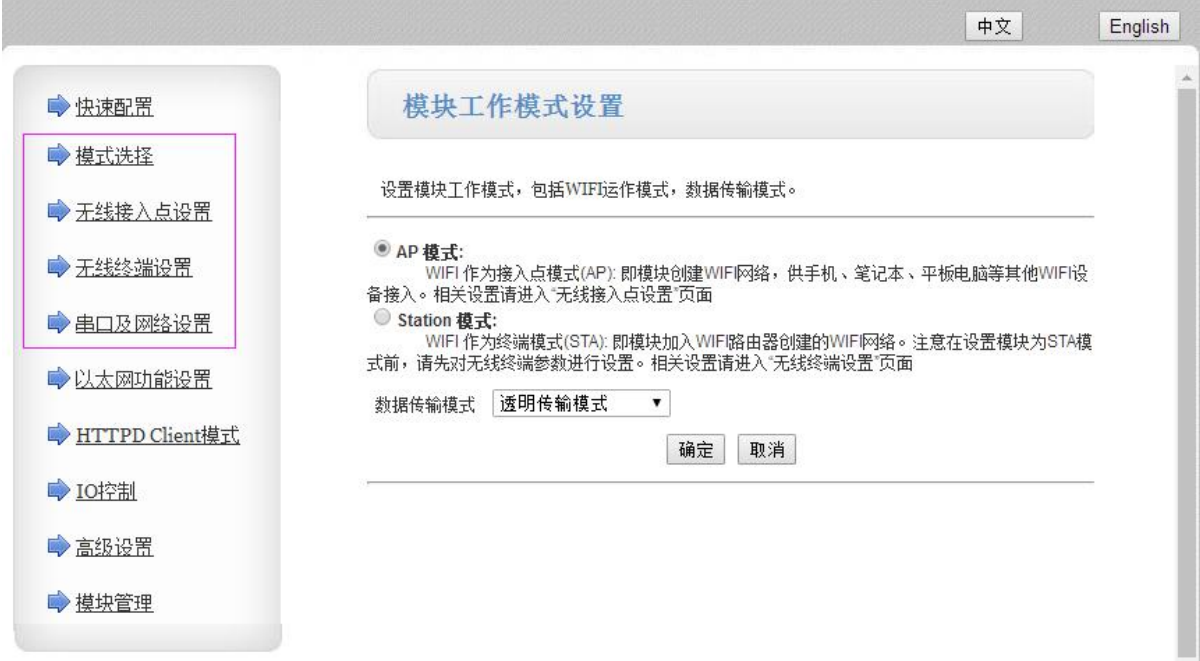 中文
English
快速配置
模式选择
无线接入点设置
无线终端设置
串口及网络设置
以太网功能设置
HTTPD Client模式
IO控制
高级设置
模块管理
模块工作模式设置
设置模块工作模式，包括WIFI运作模式，数据传输模式。
AP 模式:
WIFI 作为接入点模式(AP): 即模块创建WIFI网络，供手机、笔记本、平板电脑等其他WIFI设
备接入。相关设置请进入“无线接入点设置”页面
Station 模式:
WIFI 作为终端模式(STA): 即模块加入WIFI路由器创建的WIFI网络。注意在设置模块为STA模
式前，请先对无线终端参数进行设置。相关设置请进入“无线终端设置”页面
数据传输模式 透明传输模式
确定 取消